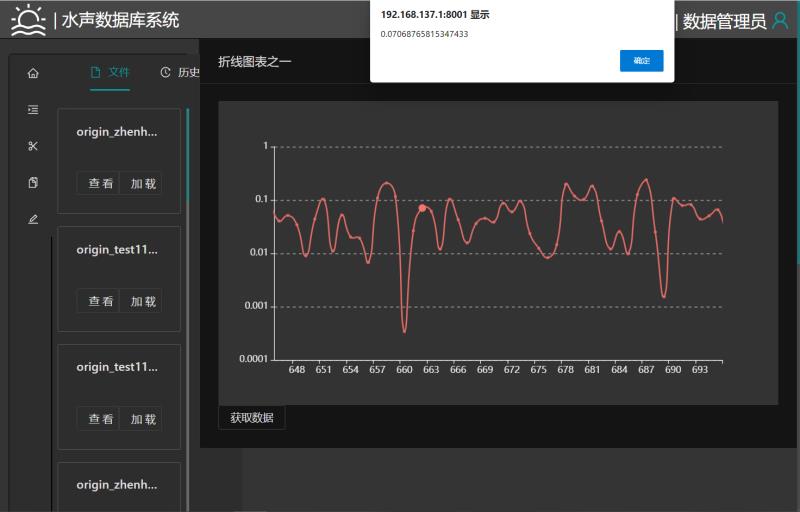 | 水声数据库系统
192.168.137.1:8001 显示
0.07068765815347433
确定
| 数据管理员
文件
历史
折线图表之一
origin_zhenh...
查看
加载
origin_test11...
查看
加载
origin_test11...
查看
加载
origin_zhenh...
1
0.1
0.01
0.001
0.0001
648 651 654 657 660 663 666 669 672 675 678 681 684 687 690 693
获取数据